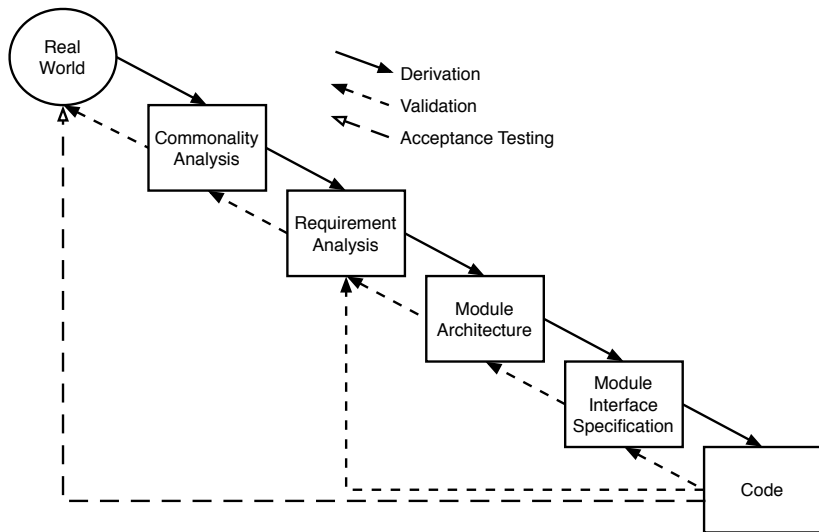 Real
World
Derivation
Validation
Acceptance Testing
Commonality
Analysis
Requirement
Analysis
Module
Architecture
Module
Interface
Specification
Code